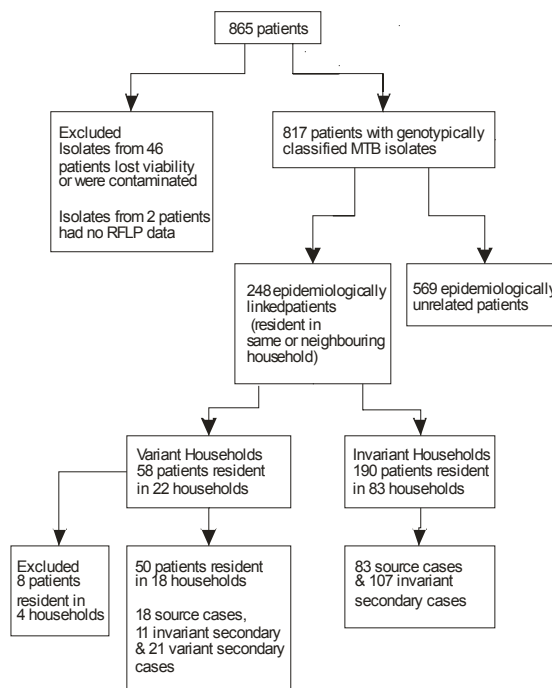 865 patients
Excluded
Isolates from 46
patients lost viability
or were contaminated
Isolates from 2 patients
had no RFLP data
817 patients with genotypically
classified MTB isolates
248 epidemiologically
linkedpatients
(resident in
same or neighbouring
household)
569 epidemiologically
unrelated patients
Variant Households
58 patients resident
in 22 households
Invariant Households
190 patients resident
in 83 households
Excluded
8 patients
resident in
4 households
50 patients resident
in 18 households
18 source cases,
11 invariant secondary
& 21 variant secondary
cases
83 source cases
& 107 invariant
secondary cases